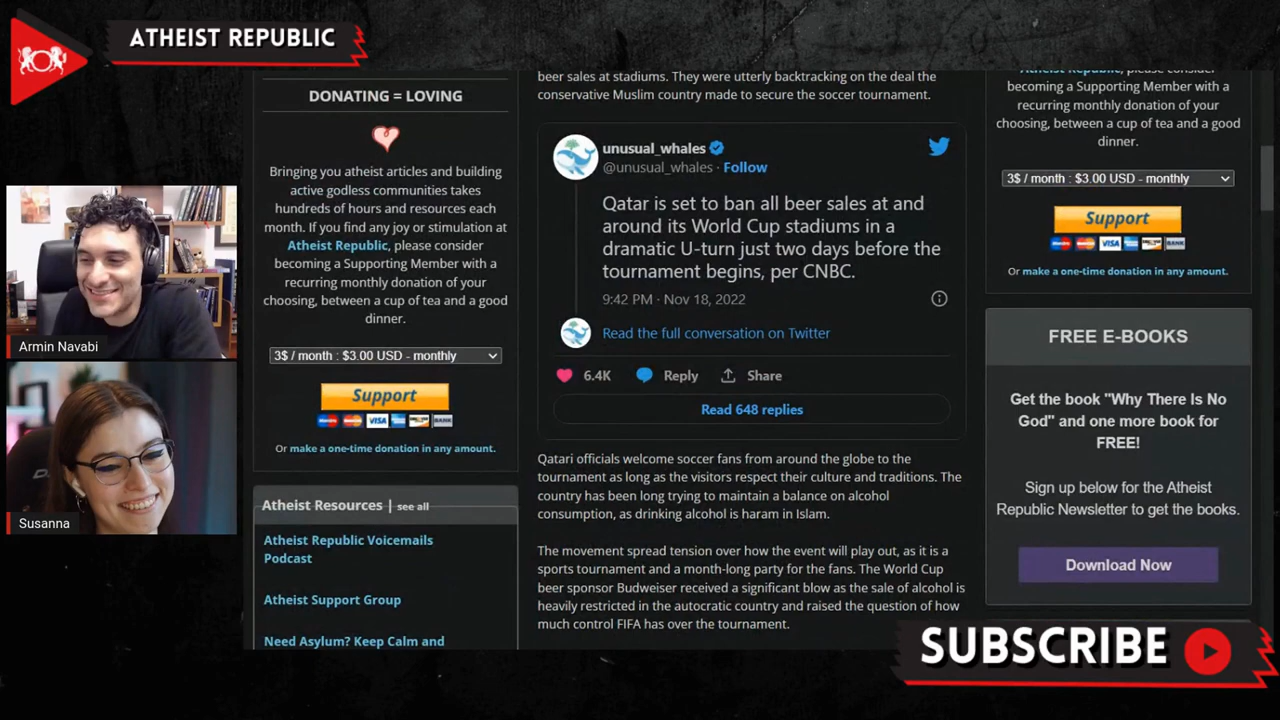 ATHEIST REPUBLIC
DONATING = LOVING
Bringing you atheist articles and building
active godless communities takes
hundreds of hours and resources each
month. If you find any joy or stimulation at
Atheist Republic, please consider
becoming a Supporting Member with a
recurring monthly donation of your
choosing, between a cup of tea and a good
dinner.
3$ / month : $3.00 USD - monthly
Support
VISA
BANK
Or make a one-time donation in any amount.
Atheist Resources | see all
Atheist Republic Voicemails
Podcast
Atheist Support Group
Need Asylum? Keep Calm and
beer sales at stadiums. They were utterly backtracking on the deal the
conservative Muslim country made to secure the soccer tournament.
unusual_whales
@unusual_whales · Follow
Qatar is set to ban all beer sales at and
around its World Cup stadiums in a
dramatic U-turn just two days before the
tournament begins, per CNBC.
9:42 PM · Nov 18, 2022
Read the full conversation on Twitter
6.4K Reply Share
Read 648 replies
Qatari officials welcome soccer fans from around the globe to the
tournament as long as the visitors respect their culture and traditions. The
country has been long trying to maintain a balance on alcohol
consumption, as drinking alcohol is haram in Islam.
The movement spread tension over how the event will play out, as it is a
sports tournament and a month-long party for the fans. The World Cup
beer sponsor Budweiser received a significant blow as the sale of alcohol is
heavily restricted in the autocratic country and raised the question of how
much control FIFA has over the tournament.
Atheist Republic, please consider
becoming a Supporting Member with a
recurring monthly donation of your
choosing, between a cup of tea and a good
dinner.
3$ / month : $3.00 USD - monthly
Support
VISA
BANK
Or make a one-time donation in any amount.
FREE E-BOOKS
Get the book "Why There Is No
God" and one more book for
FREE!
Sign up below for the Atheist
Republic Newsletter to get the books.
Download Now
Armin Navabi
Susanna
SUBSCRIBE